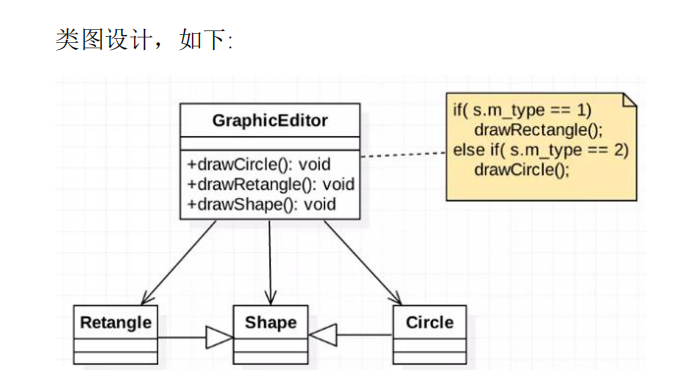 类图设计，如下:
GraphicEditor
+drawCircle(): void
+drawRetangle(): void
+drawShape(): void
if( s.m_type == 1)
drawRectangle();
else if( s.m_type == 2)
drawCircle();
Retangle
Shape
Circle